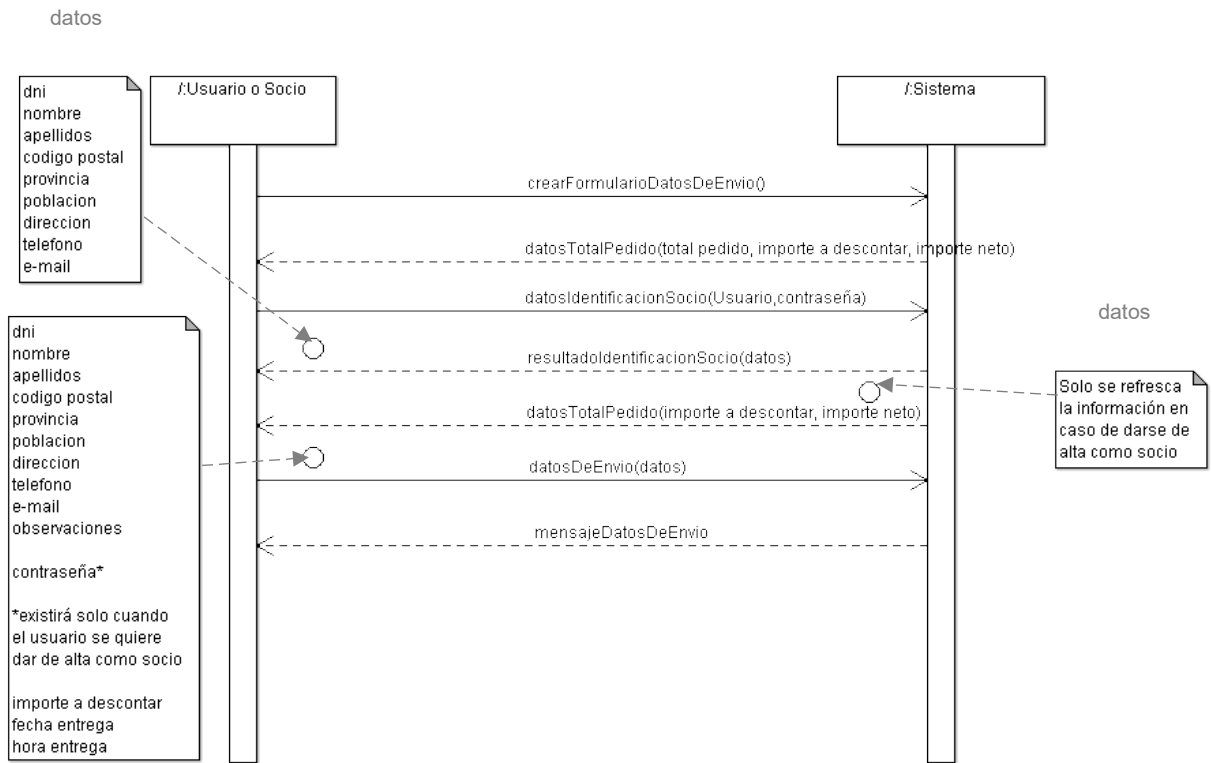 datos
dni
nombre
apellidos
codigo postal
provincia
poblacion
direccion
telefono
e-mail
/:Usuario o Socio
/:Sistema
crearFormularioDatosDeEnvio()
datosTotalPedido(total pedido, importe a descontar, importe neto)
datosIdentificacionSocio(Usuario,contraseña)
datos
dni
nombre
apellidos
codigo postal
provincia
poblacion
direccion
telefono
e-mail
observaciones
contraseña*
*existirá solo cuando
el usuario se quiere
dar de alta como socio
importe a descontar
fecha entrega
hora entrega
resultadoIdentificacionSocio(datos)
Solo se refresca
la información en
caso de darse de
alta como socio
datosTotalPedido(importe a descontar, importe neto)
datosDeEnvio(datos)
mensajeDatosDeEnvio